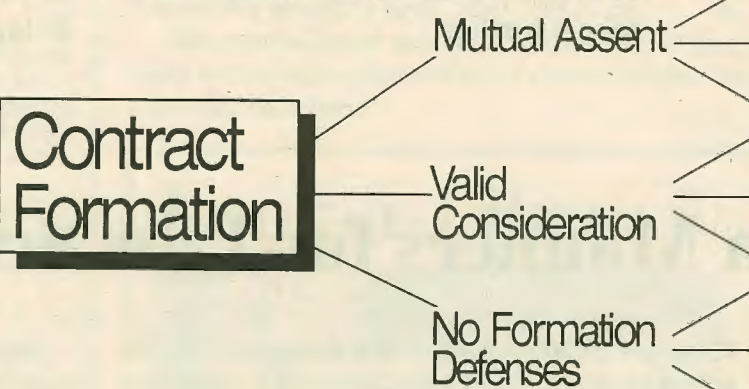 Contract
Formation
Mutual Assent
Valid
Consideration
No Formation
Defenses